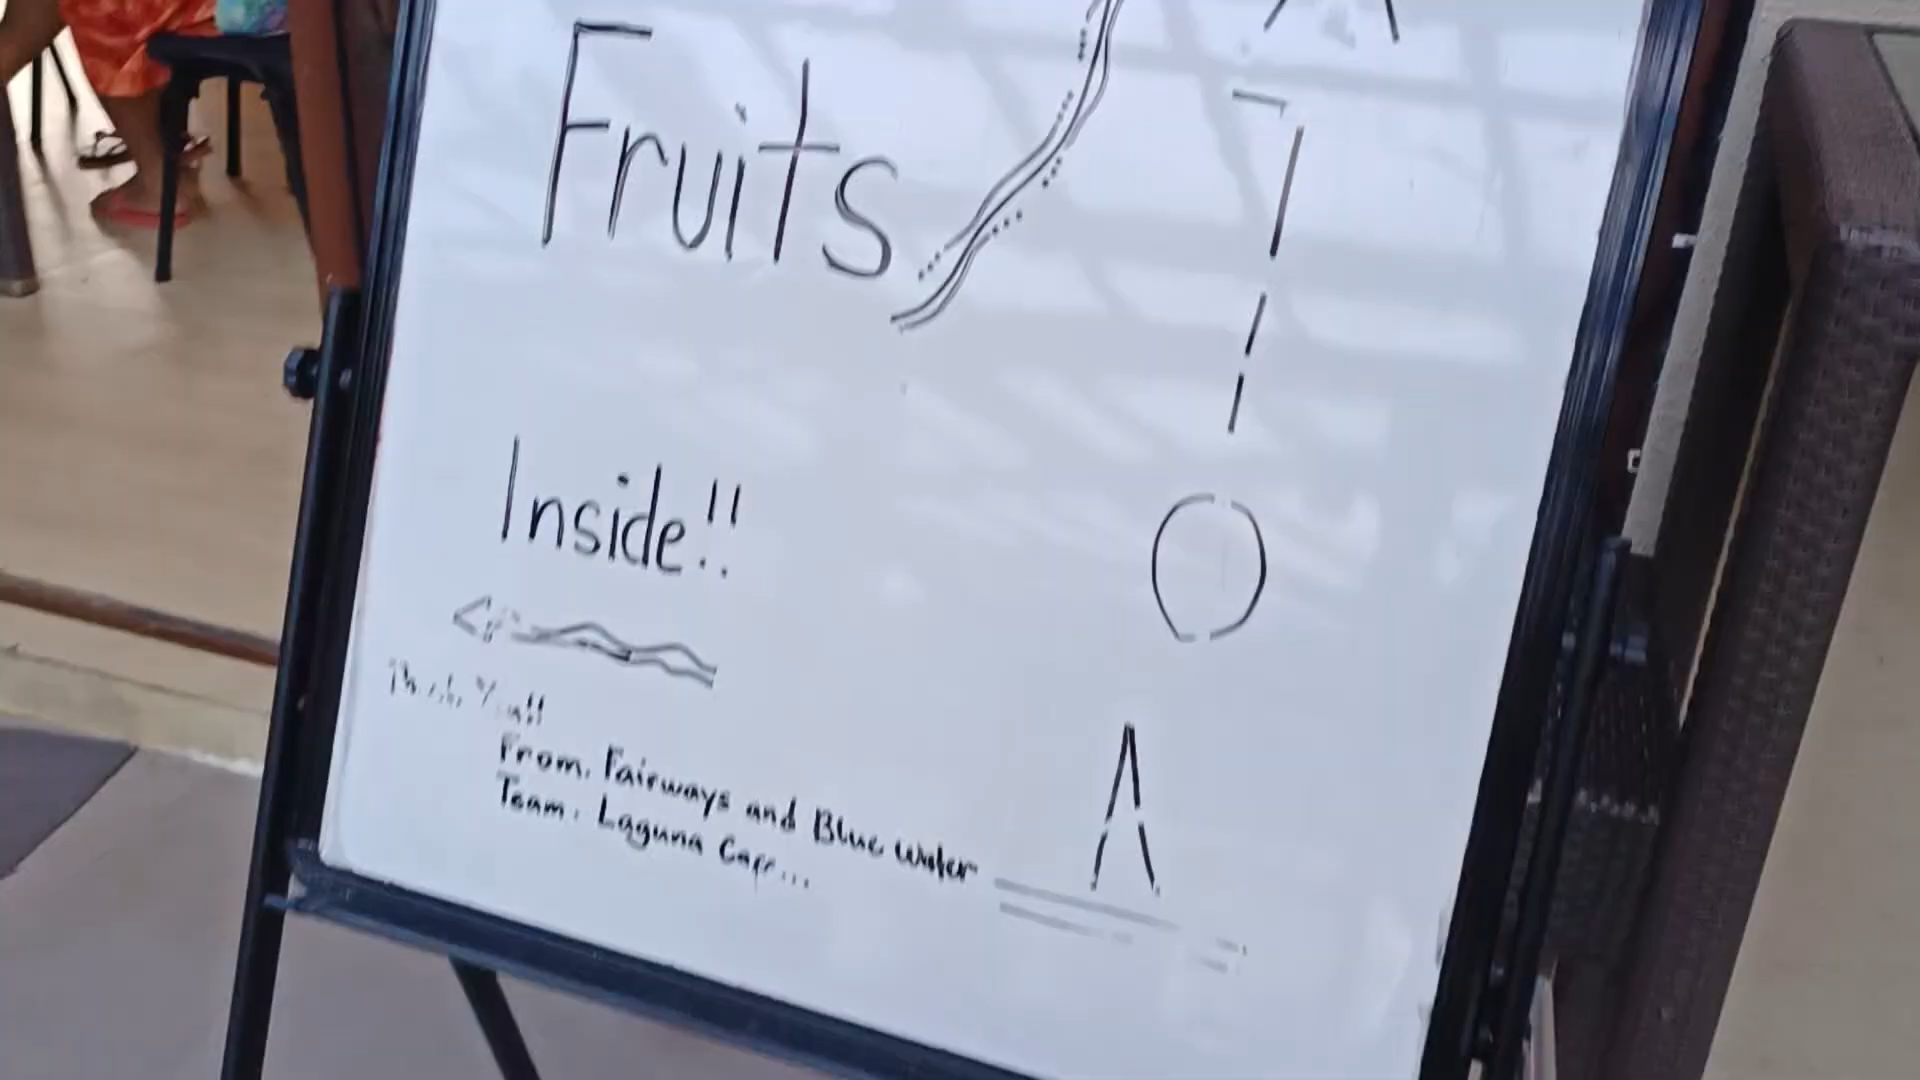 Fruits
Inside!!
From. Fairways and Blue Water
Team. Laguna Cafe...
T
O
A